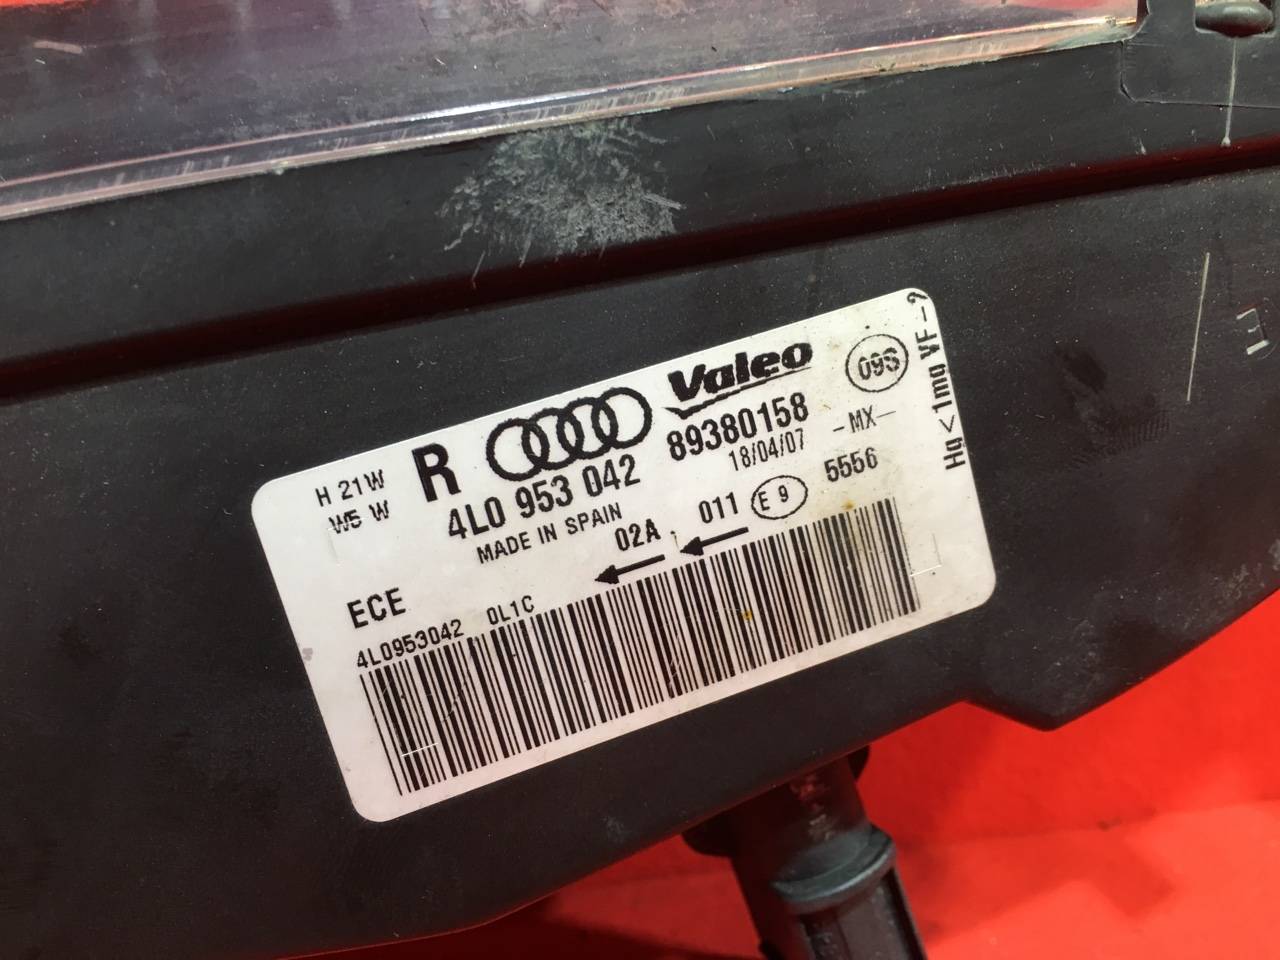 H 21W
W5 W
R
Valeo
09S
4L0 953 042
89380158
18/04/07
-MX-
MADE IN SPAIN
02A
011
E 9
5556
Hg < 1mg VF-?
ECE
4L0953042 0L1C
E